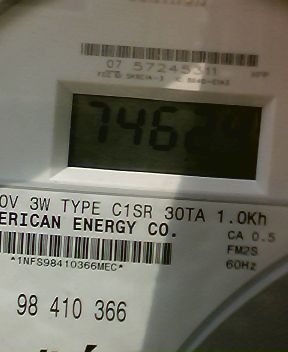 07 57245311
7462
0V 3W TYPE C1SR 30TA 1.0Kh
ERICAN ENERGY CO.
CA 0.5
FM2S
60Hz
*1NFS98410366MEC*
98 410 366